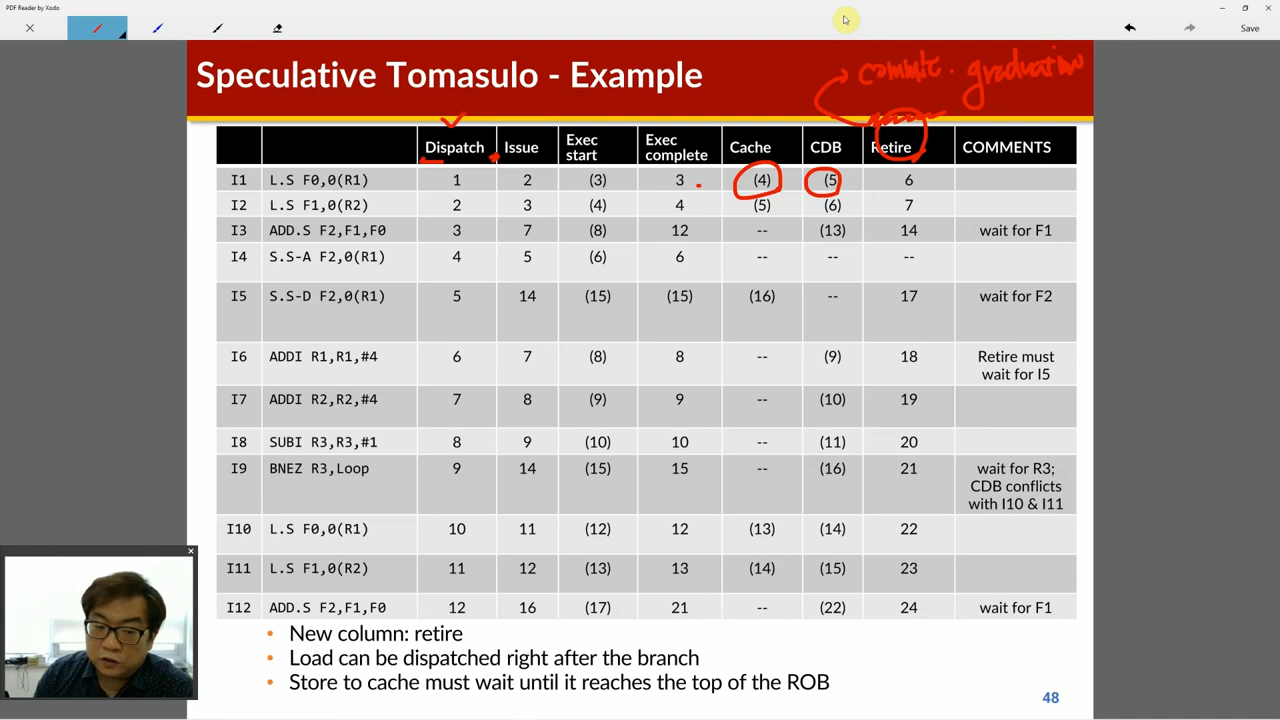 PDF Reader by Xodo
Save
Speculative Tomasulo - Example
commit. graduation
Dispatch Issue Exec start Exec complete Cache CDB Retire COMMENTS
I1 L.S F0,0(R1) 1 2 (3) 3 (4) (5 6
I2 L.S F1,0(R2) 2 3 (4) 4 (5) (6) 7
I3 ADD.S F2,F1,F0 3 7 (8) 12 -- (13) 14 wait for F1
I4 S.S-A F2,0(R1) 4 5 (6) 6 -- -- --
I5 S.S-D F2,0(R1) 5 14 (15) (15) (16) -- 17 wait for F2
I6 ADDI R1,R1,#4 6 7 (8) 8 -- (9) 18 Retire must wait for I5
I7 ADDI R2,R2,#4 7 8 (9) 9 -- (10) 19
I8 SUBI R3,R3,#1 8 9 (10) 10 -- (11) 20
I9 BNEZ R3,Loop 9 14 (15) 15 -- (16) 21 wait for R3; CDB conflicts with I10 & I11
I10 L.S F0,0(R1) 10 11 (12) 12 (13) (14) 22
I11 L.S F1,0(R2) 11 12 (13) 13 (14) (15) 23
I12 ADD.S F2,F1,F0 12 16 (17) 21 -- (22) 24 wait for F1
• New column: retire
• Load can be dispatched right after the branch
• Store to cache must wait until it reaches the top of the ROB
48